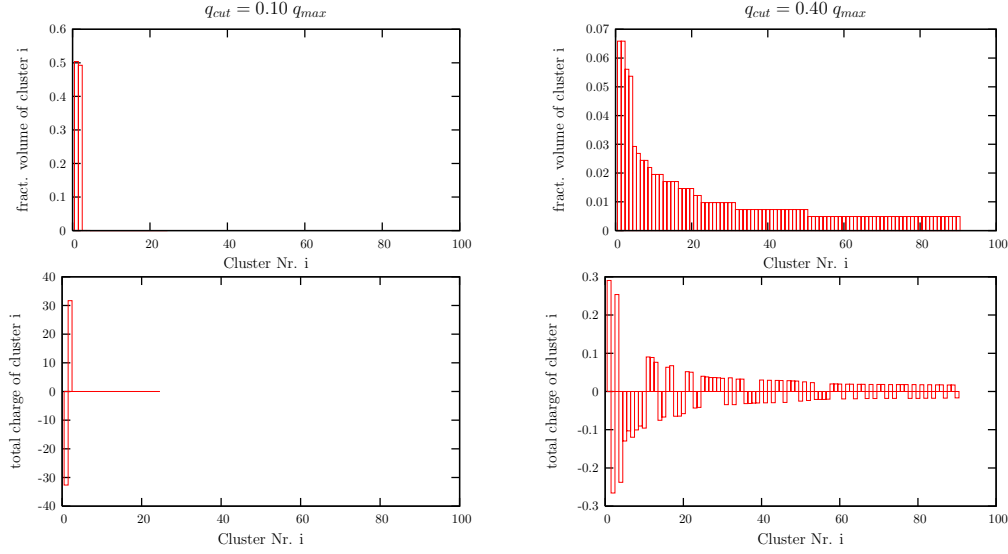 q_cut = 0.10 q_max
fract. volume of cluster i
0.6
0.5
0.4
0.3
0.2
0.1
0
0 20 40 60 80 100
Cluster Nr. i
q_cut = 0.40 q_max
fract. volume of cluster i
0.07
0.06
0.05
0.04
0.03
0.02
0.01
0
0 20 40 60 80 100
Cluster Nr. i
total charge of cluster i
40
30
20
10
0
-10
-20
-30
-40
0 20 40 60 80 100
Cluster Nr. i
total charge of cluster i
0.3
0.2
0.1
0
-0.1
-0.2
-0.3
0 20 40 60 80 100
Cluster Nr. i